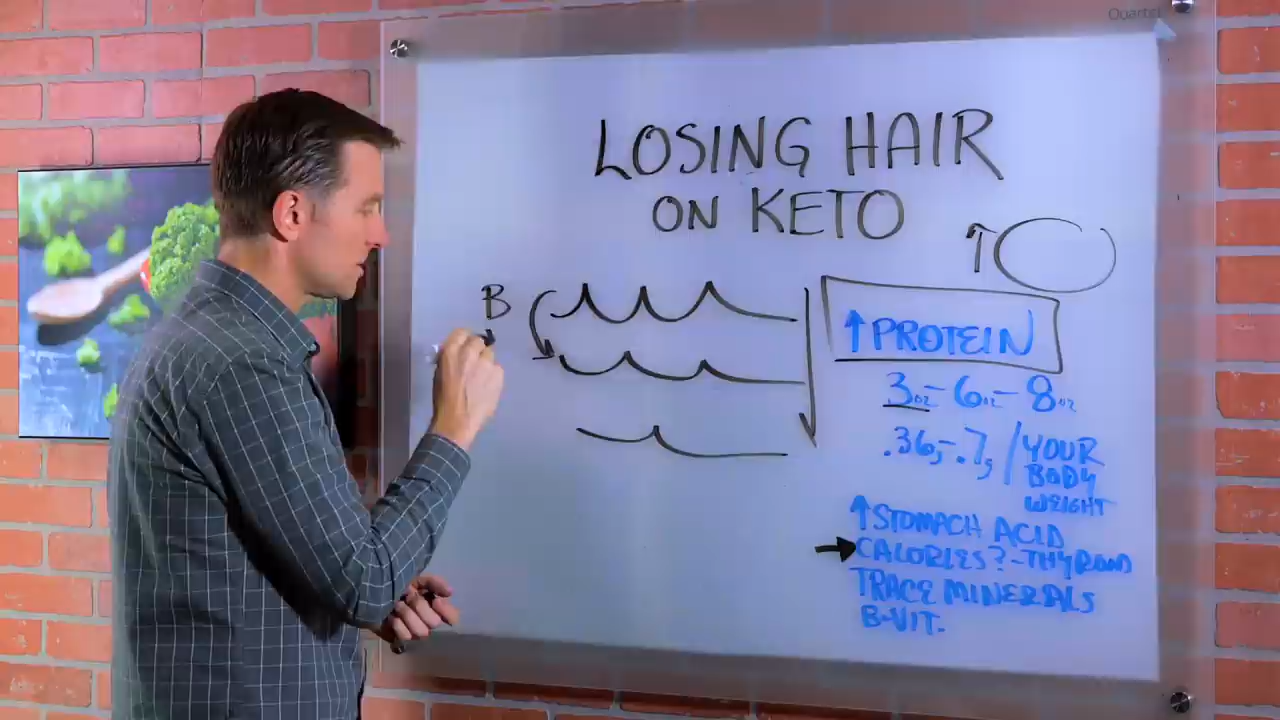 Quartet
LOSING HAIR
ON KETO
B
↑ PROTEIN
3oz - 6oz - 8oz
.36g - .7g / YOUR
BODY
WEIGHT
↑ STOMACH ACID
CALORIES? - THYROID
TRACE MINERALS
B-VIT.